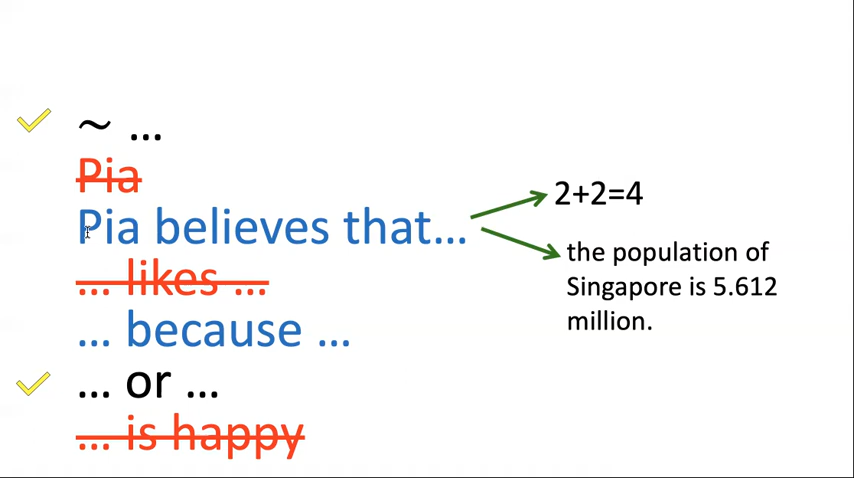 ~ …
Pia
Pia believes that…
2+2=4
the population of
Singapore is 5.612
million.
… likes …
… because …
… or …
… is happy